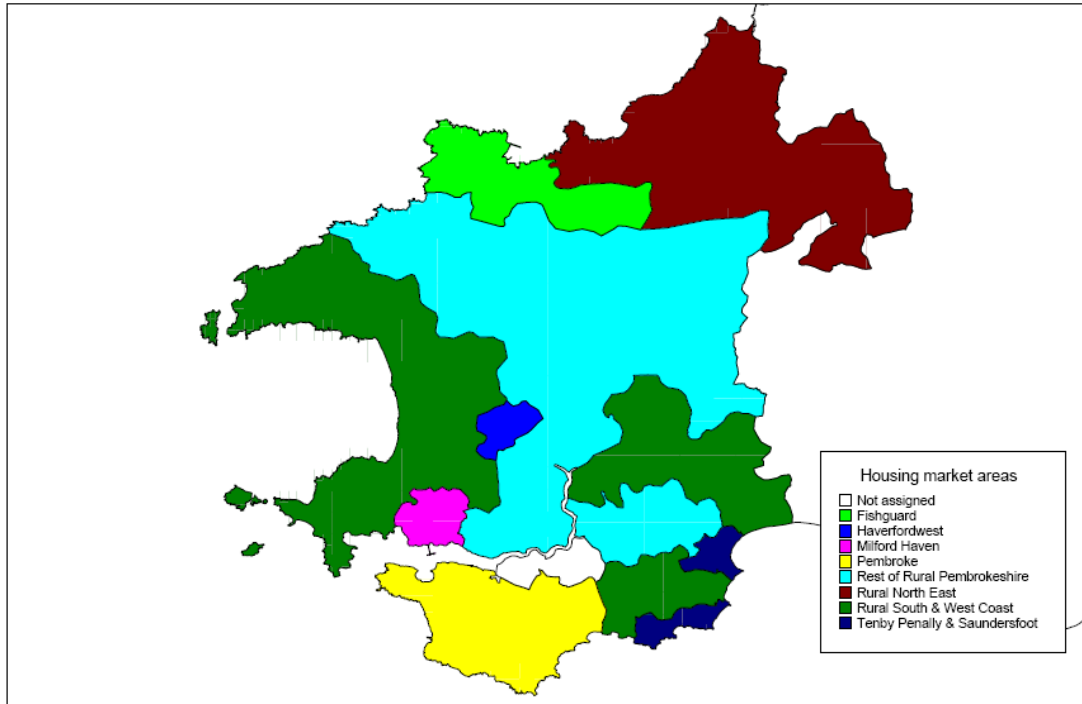 Housing market areas
Not assigned
Fishguard
Haverfordwest
Milford Haven
Pembroke
Rest of Rural Pembrokeshire
Rural North East
Rural South & West Coast
Tenby Penally & Saundersfoot